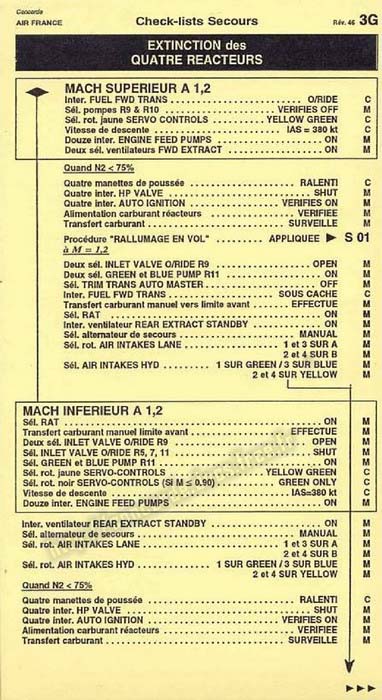 Concorde
AIR FRANCE Check-lists Secours Rév. 46 3G
EXTINCTION des
QUATRE REACTEURS
MACH SUPERIEUR A 1,2
Inter. FUEL FWD TRANS ........ O/RIDE C
Sél. pompes R9 & R10 ........ VERIFIES OFF M
Sél. rot. jaune SERVO CONTROLS ........ YELLOW GREEN C
Vitesse de descente ........ IAS = 380 kt C
Douze inter. ENGINE FEED PUMPS ........ ON M
Deux sél. ventilateurs FWD EXTRACT ........ ON M
Quand N2 < 75%
Quatre manettes de poussée ........ RALENTI C
Quatre inter. HP VALVE ........ SHUT M
Quatre inter. AUTO IGNITION ........ VERIFIES ON M
Alimentation carburant réacteurs ........ VERIFIEE M
Transfert carburant ........ SURVEILLE M
Procédure "RALLUMAGE EN VOL" ........ APPLIQUEE ► S 01
à M = 1,2
Deux sél. INLET VALVE O/RIDE R9 ........ OPEN M
Deux sél. GREEN et BLUE PUMP R11 ........ ON M
Sél. TRIM TRANS AUTO MASTER ........ OFF M
Inter. FUEL FWD TRANS ........ SOUS CACHE C
Transfert carburant manuel vers limite avant ........ EFFECTUE M
Sél. RAT ........ ON M
Inter. ventilateur REAR EXTRACT STANDBY ........ ON M
Sél. alternateur de secours ........ MANUAL M
Sél. rot. AIR INTAKES LANE ........ 1 et 3 SUR A M
2 et 4 SUR B M
Sél. AIR INTAKES HYD ........ 1 SUR GREEN / 3 SUR BLUE M
2 et 4 SUR YELLOW M
MACH INFERIEUR A 1,2
Sél. RAT ........ ON M
Transfert carburant manuel limite avant ........ EFFECTUE M
Deux sél. INLET VALVE O/RIDE R9 ........ OPEN M
Sél. INLET VALVE O/RIDE R5, 7, 11 ........ SHUT M
Sél. GREEN et BLUE PUMP R11 ........ ON M
Sél. rot. jaune SERVO-CONTROLS ........ YELLOW GREEN C
Sél. rot. noir SERVO-CONTROLS (SI M ≤ 0.90) ........ GREEN ONLY C
Vitesse de descente ........ IAS=380 kt C
Douze inter. ENGINE FEED PUMPS ........ ON M
Inter. ventilateur REAR EXTRACT STANDBY ........ ON M
Sél. alternateur de secours ........ MANUAL M
Sél. rot. AIR INTAKES LANE ........ 1 et 3 SUR A M
2 et 4 SUR B M
Sél. rot. AIR INTAKES HYD ........ 1 SUR GREEN/ 3 SUR BLUE M
2 et 4 SUR YELLOW M
Quand N2 < 75%
Quatre manettes de poussée ........ RALENTI C
Quatre inter. HP VALVE ........ SHUT M
Quatre inter. AUTO IGNITION ........ VERIFIES ON M
Alimentation carburant réacteurs ........ VERIFIEE M
Transfert carburant ........ SURVEILLE M
►►►